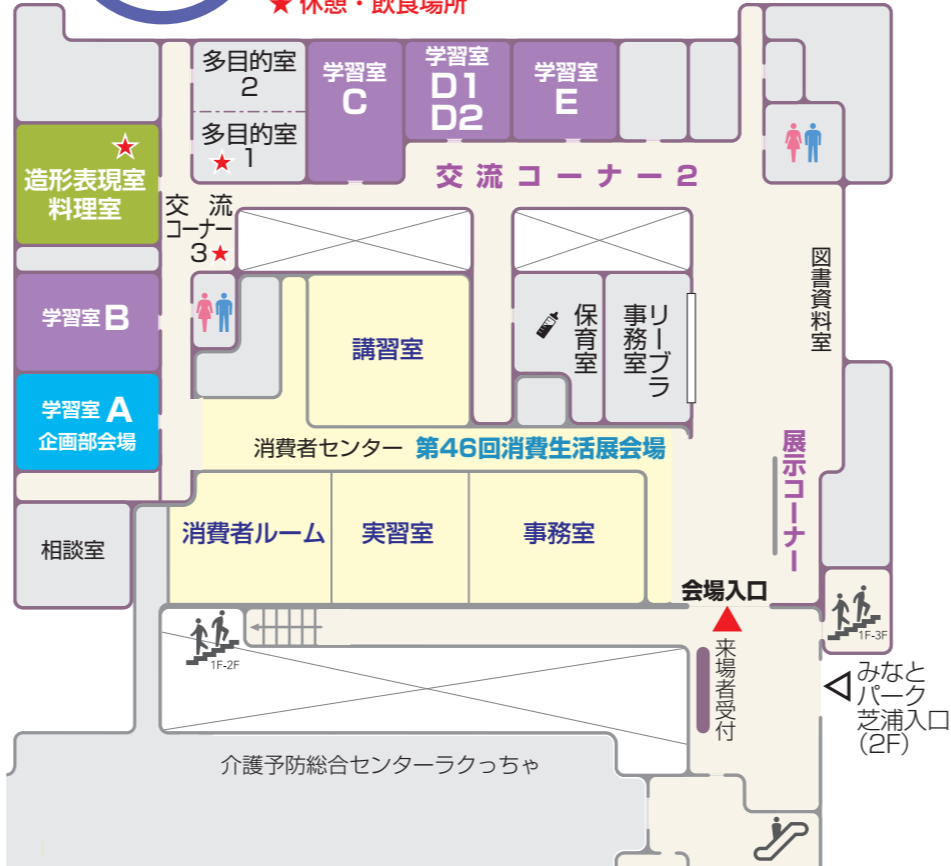 ★ 休憩・飲食場所
多目的室
2
学習室
C
学習室
D1
D2
学習室
E
多目的室
1
★
★
造形表現室
料理室
交流コーナー2
交 流
コーナー
3★
図書資料室
学習室 B
講習室
保育室
リーブラ
事務室
学習室 A
企画部会場
消費者センター 第46回消費生活展会場
展示コーナー
相談室
消費者ルーム
実習室
事務室
会場入口
1F-2F
1F-3F
来場者受付
みなと
パーク
芝浦入口
(2F)
介護予防総合センターラクっちゃ